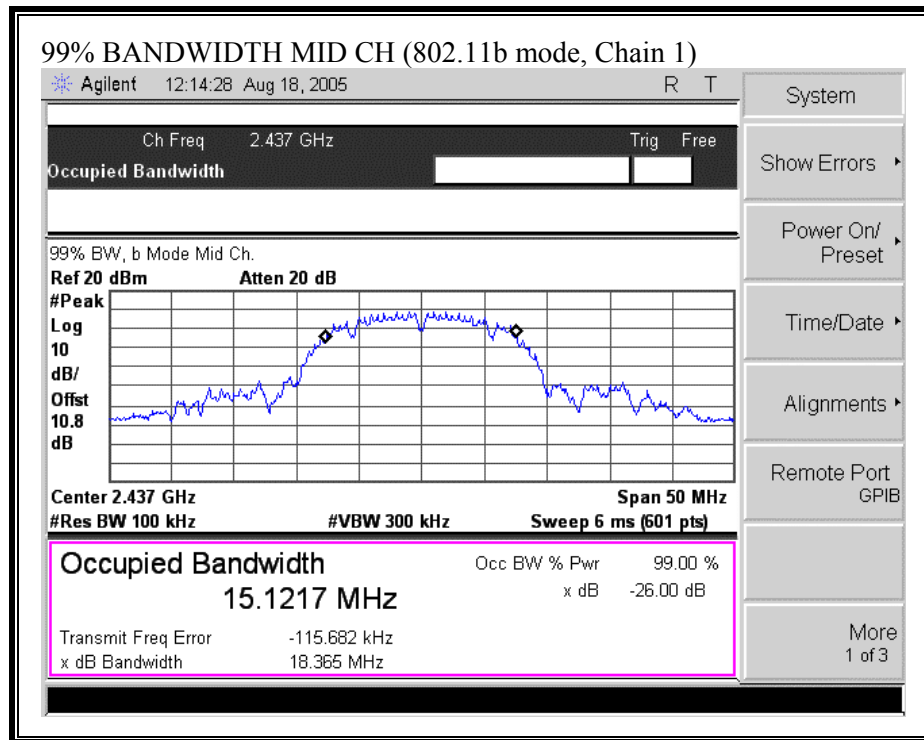 99% BANDWIDTH MID CH (802.11b mode, Chain 1)
Agilent 12:14:28 Aug 18, 2005 R T
System
Ch Freq 2.437 GHz Trig Free
Occupied Bandwidth
Show Errors
Power On/
Preset
99% BW, b Mode Mid Ch.
Ref 20 dBm Atten 20 dB
#Peak
Log
10
dB/
Offst
10.8
dB
Time/Date
Alignments
Remote Port
GPIB
Center 2.437 GHz Span 50 MHz
#Res BW 100 kHz #VBW 300 kHz Sweep 6 ms (601 pts)
Occupied Bandwidth Occ BW % Pwr 99.00 %
15.1217 MHz x dB -26.00 dB
Transmit Freq Error -115.682 kHz
x dB Bandwidth 18.365 MHz
More
1 of 3